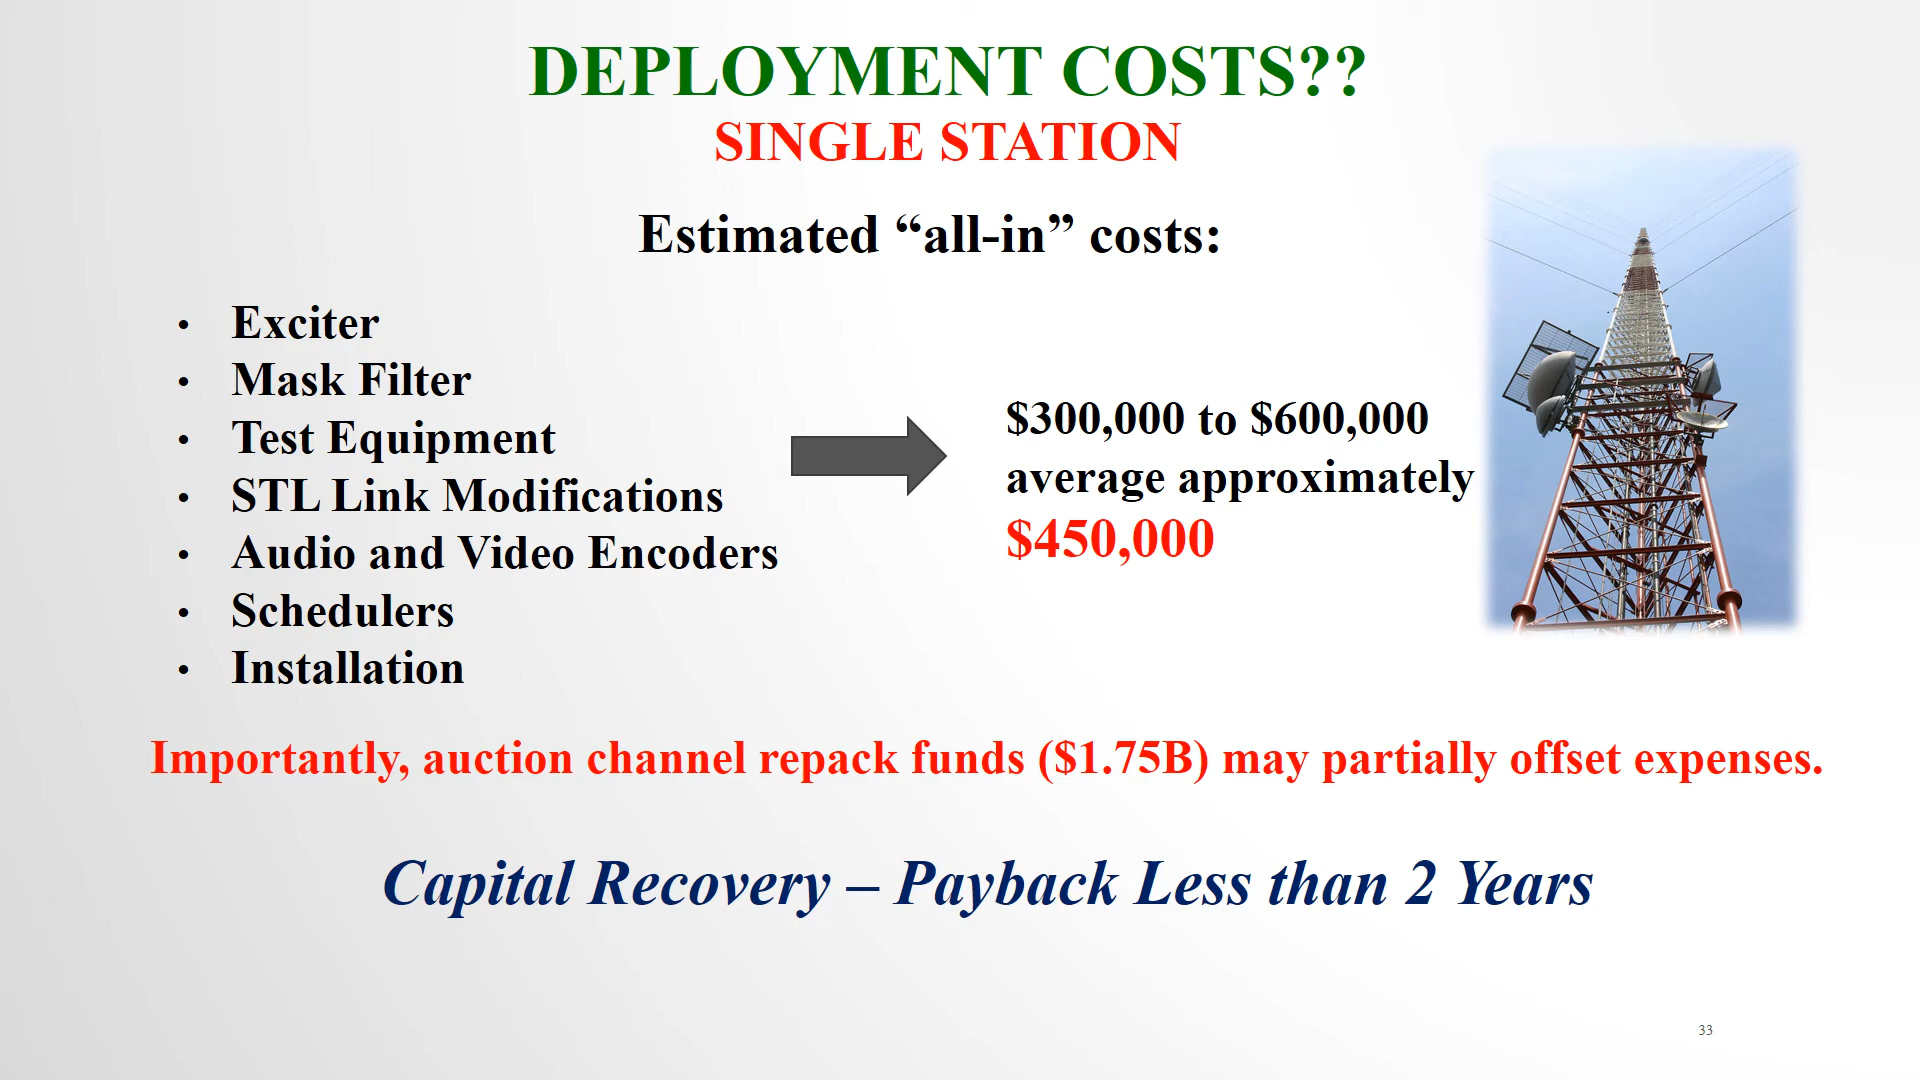 DEPLOYMENT COSTS??
SINGLE STATION
Estimated “all-in” costs:
• Exciter
• Mask Filter
• Test Equipment
• STL Link Modifications
• Audio and Video Encoders
• Schedulers
• Installation
$300,000 to $600,000
average approximately
$450,000
Importantly, auction channel repack funds ($1.75B) may partially offset expenses.
Capital Recovery – Payback Less than 2 Years
33